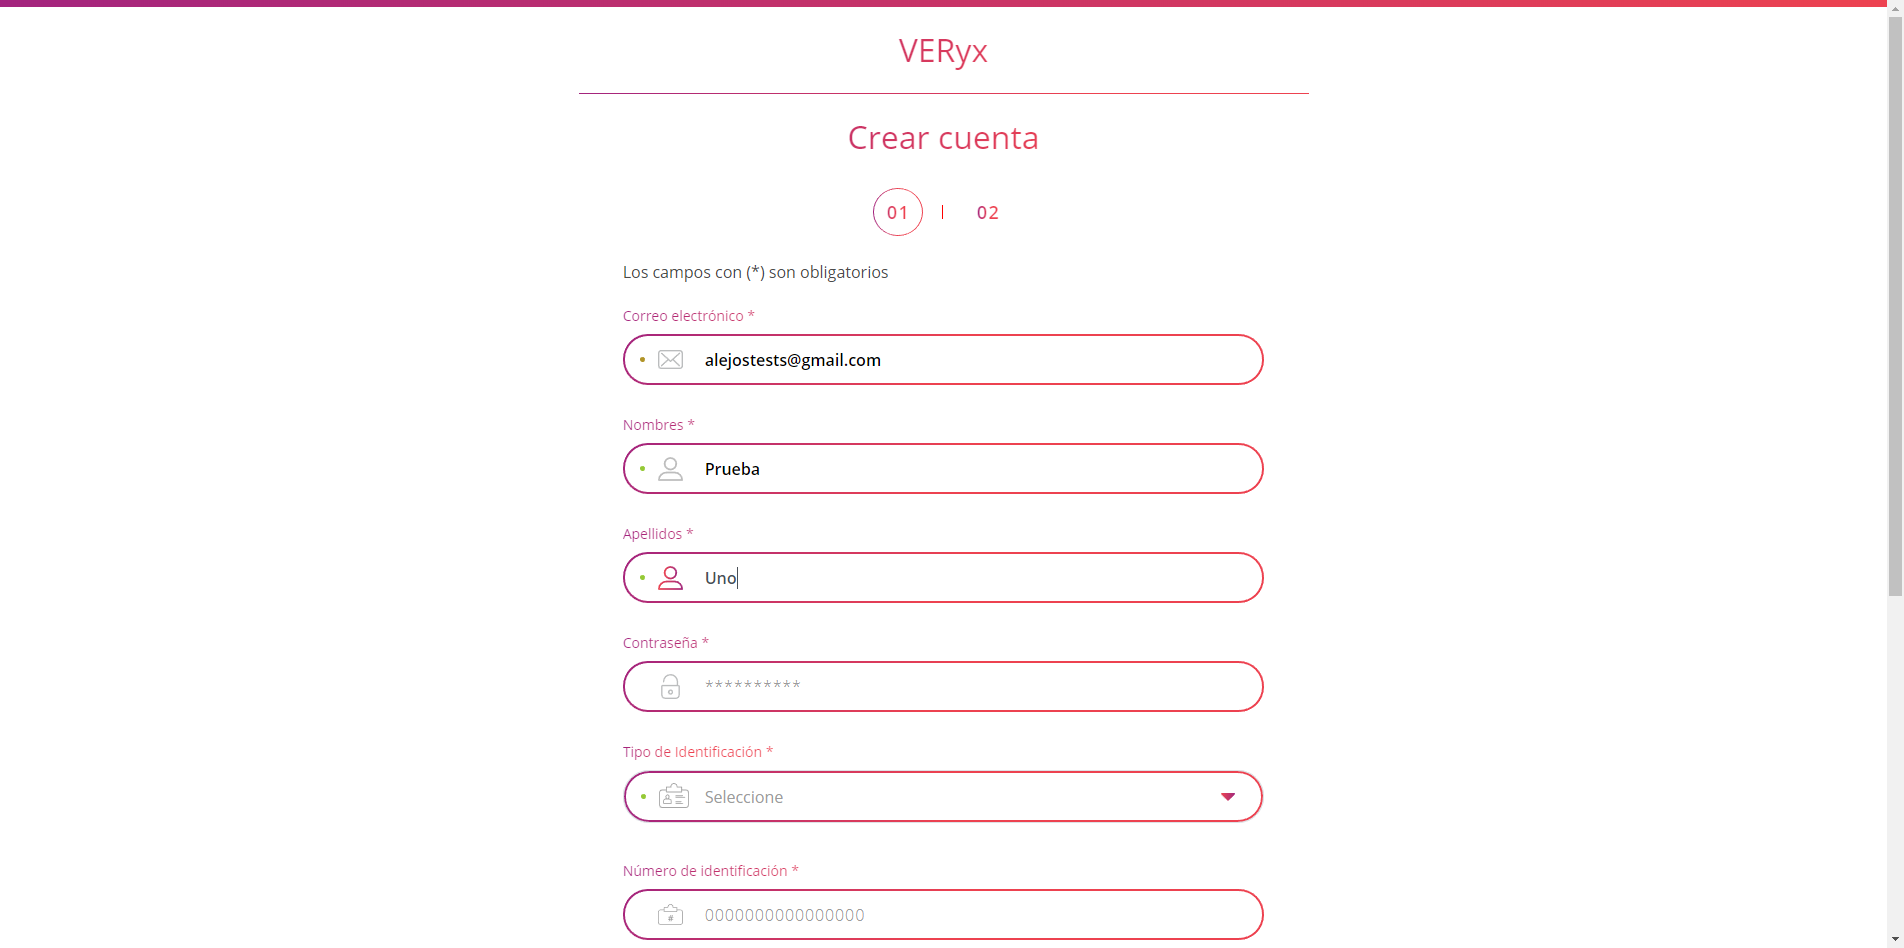 VERyx
Crear cuenta
01 | 02
Los campos con (*) son obligatorios
Correo electrónico *
alejostests@gmail.com
Nombres *
Prueba
Apellidos *
Uno
Contraseña *
**********
Tipo de Identificación *
Seleccione
Número de identificación *
#
0000000000000000